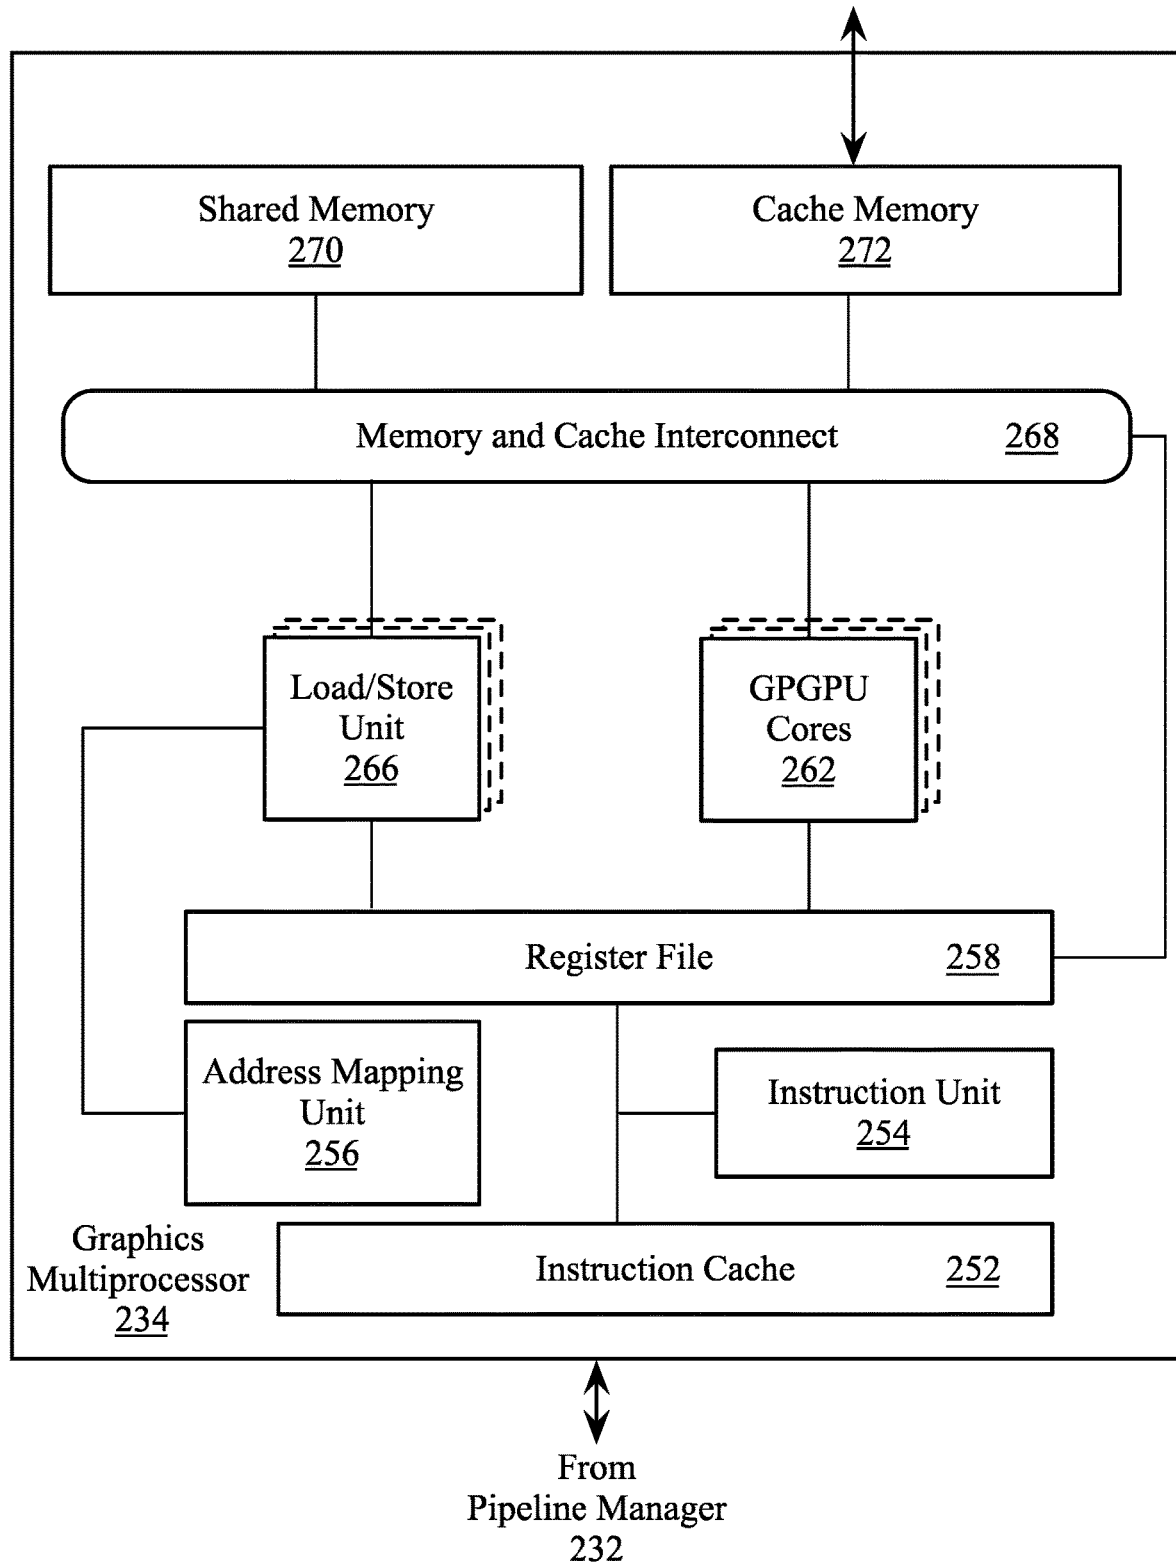 Shared Memory
270
Cache Memory
272
Memory and Cache Interconnect 268
Load/Store
Unit
266
GPGPU
Cores
262
Register File 258
Address Mapping
Unit
256
Instruction Unit
254
Graphics
Multiprocessor
234
Instruction Cache 252
From
Pipeline Manager
232